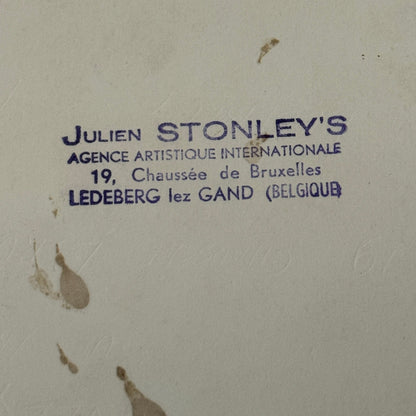 JULIEN STONLEY'S
AGENCE ARTISTIQUE INTERNATIONALE
19, Chaussée de Bruxelles
LEDEBERG lez GAND (BELGIQUE)